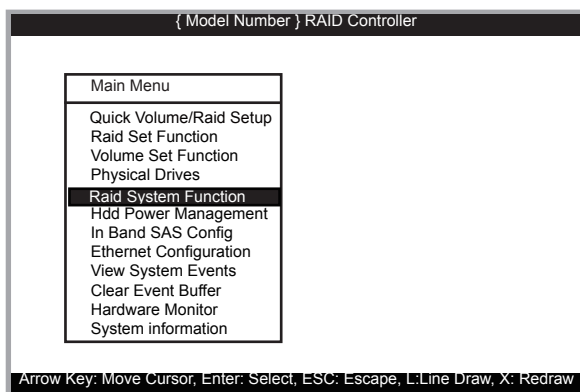 { Model Number } RAID Controller
Main Menu
Quick Volume/Raid Setup
Raid Set Function
Volume Set Function
Physical Drives
Raid System Function
Hdd Power Management
In Band SAS Config
Ethernet Configuration
View System Events
Clear Event Buffer
Hardware Monitor
System information
Arrow Key: Move Cursor, Enter: Select, ESC: Escape, L:Line Draw, X: Redraw